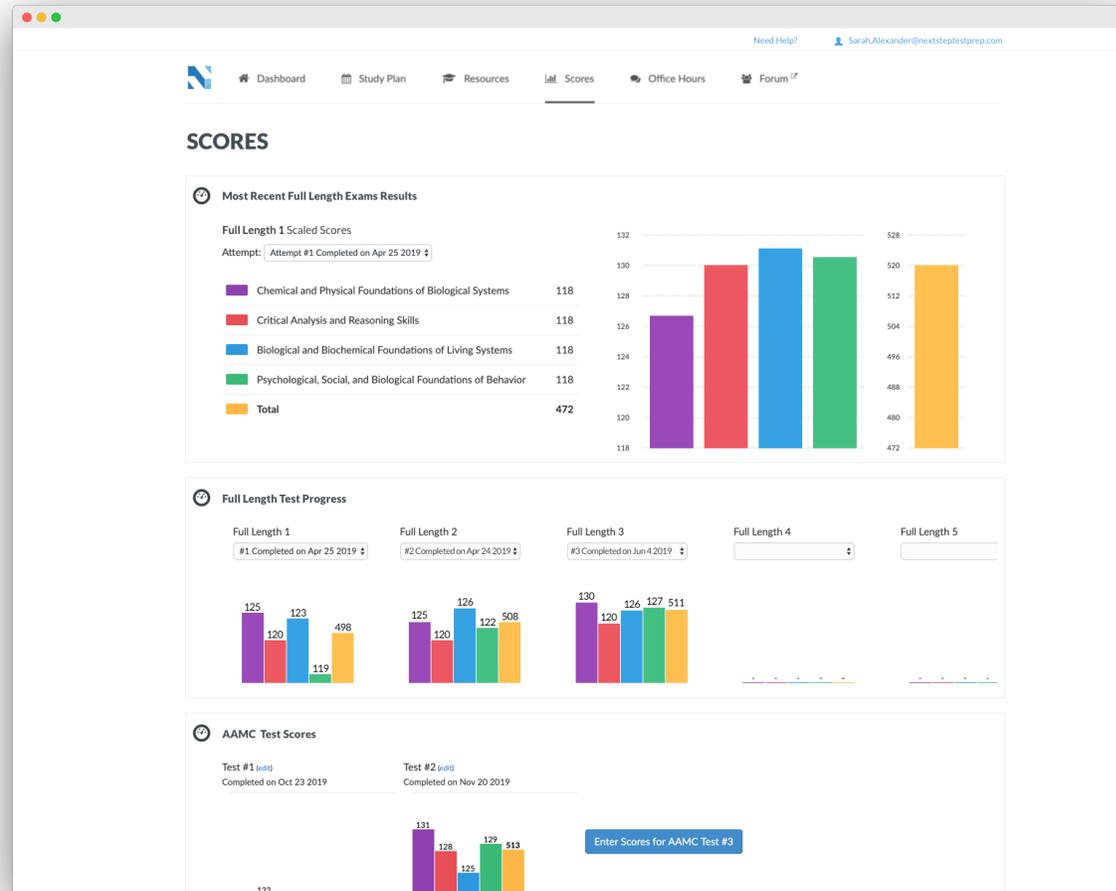 Need Help? Sarah.Alexander@nextsteptestprep.com
N Dashboard Study Plan Resources Scores Office Hours Forum
SCORES
Most Recent Full Length Exams Results
Full Length 1 Scaled Scores
Attempt: Attempt #1 Completed on Apr 25 2019
Chemical and Physical Foundations of Biological Systems 118
Critical Analysis and Reasoning Skills 118
Biological and Biochemical Foundations of Living Systems 118
Psychological, Social, and Biological Foundations of Behavior 118
Total 472
132 528
130 520
128 512
126 504
124 496
122 488
120 480
118 472
Full Length Test Progress
Full Length 1 Full Length 2 Full Length 3 Full Length 4 Full Length 5
#1 Completed on Apr 25 2019 #2 Completed on Apr 24 2019 #3 Completed on Jun 4 2019
125 120 123 119 498
125 120 126 122 508
130 120 126 127 511
AAMC Test Scores
Test #1 (edit) Test #2 (edit)
Completed on Oct 23 2019 Completed on Nov 20 2019
131 128 125 129 513
Enter Scores for AAMC Test #3